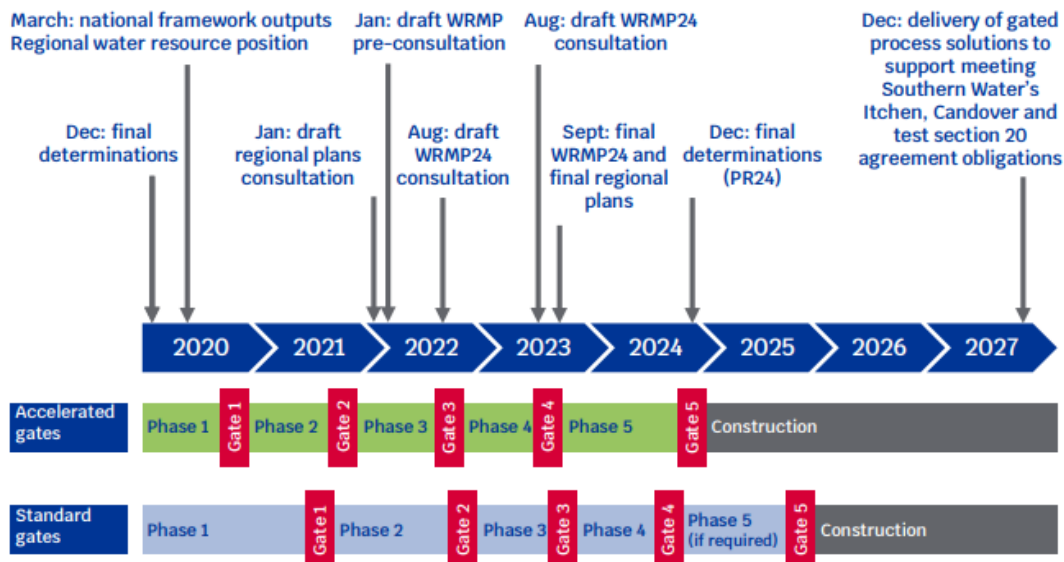 March: national framework outputs
Regional water resource position
Jan: draft WRMP
pre-consultation
Aug: draft WRMP24
consultation
Dec: delivery of gated
process solutions to
support meeting
Southern Water's
Itchen, Candover and
test section 20
agreement obligations
Dec: final
determinations
Jan: draft
regional plans
consultation
Aug: draft
WRMP24
consultation
Sept: final
WRMP24 and
final regional
plans
Dec: final
determinations
(PR24)
2020
2021
2022
2023
2024
2025
2026
2027
Accelerated
gates
Phase 1
Gate 1
Phase 2
Gate 2
Phase 3
Gate 3
Phase 4
Gate 4
Phase 5
Gate 5
Construction
Standard
gates
Phase 1
Gate 1
Phase 2
Gate 2
Phase 3
Gate 3
Phase 4
Gate 4
Phase 5
(if required)
Gate 5
Construction